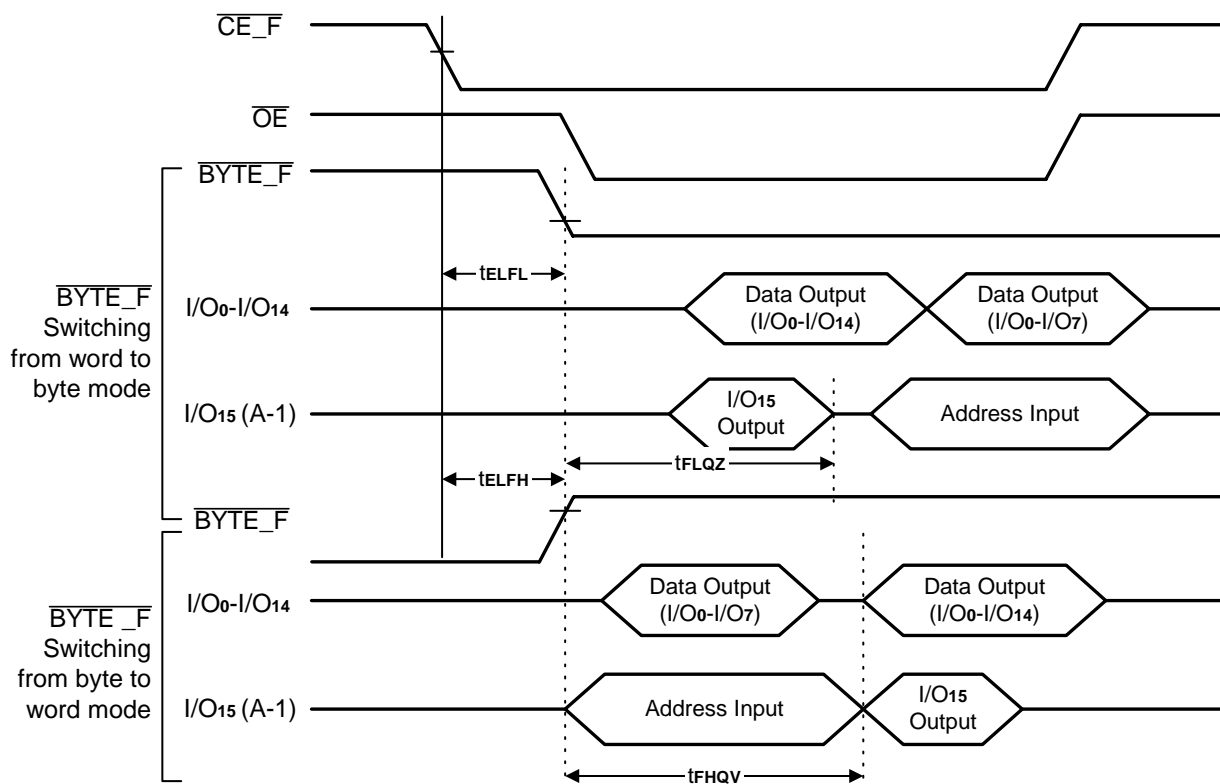 CE_F
OE
BYTE_F
tELFL
BYTE_F
Switching
from word to
byte mode
I/O0-I/O14
Data Output
(I/O0-I/O14)
Data Output
(I/O0-I/O7)
I/O15 (A-1)
I/O15
Output
Address Input
tELFH
tFLQZ
BYTE_F
BYTE _F
Switching
from byte to
word mode
I/O0-I/O14
Data Output
(I/O0-I/O7)
Data Output
(I/O0-I/O14)
I/O15 (A-1)
Address Input
I/O15
Output
tFHQV